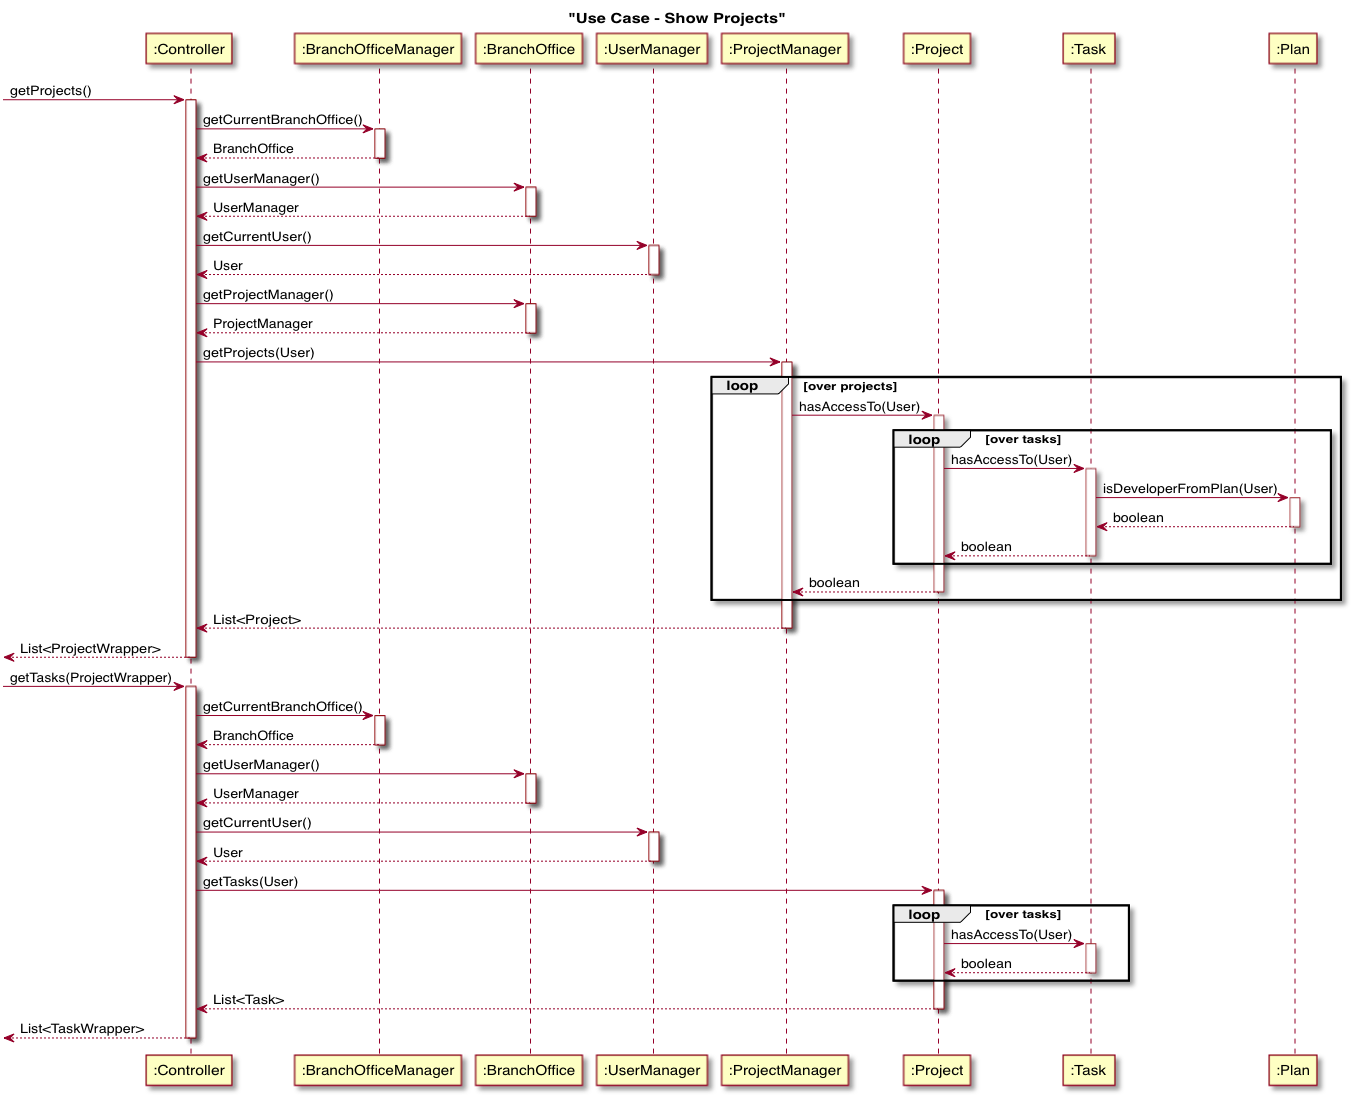 "Use Case - Show Projects"
:Controller :BranchOfficeManager :BranchOffice :UserManager :ProjectManager :Project :Task :Plan
getProjects()
getCurrentBranchOffice()
BranchOffice
getUserManager()
UserManager
getCurrentUser()
User
getProjectManager()
ProjectManager
getProjects(User)
loop [over projects]
hasAccessTo(User)
loop [over tasks]
hasAccessTo(User)
isDeveloperFromPlan(User)
boolean
boolean
boolean
List<Project>
List<ProjectWrapper>
getTasks(ProjectWrapper)
getCurrentBranchOffice()
BranchOffice
getUserManager()
UserManager
getCurrentUser()
User
getTasks(User)
loop [over tasks]
hasAccessTo(User)
boolean
List<Task>
List<TaskWrapper>
:Controller :BranchOfficeManager :BranchOffice :UserManager :ProjectManager :Project :Task :Plan